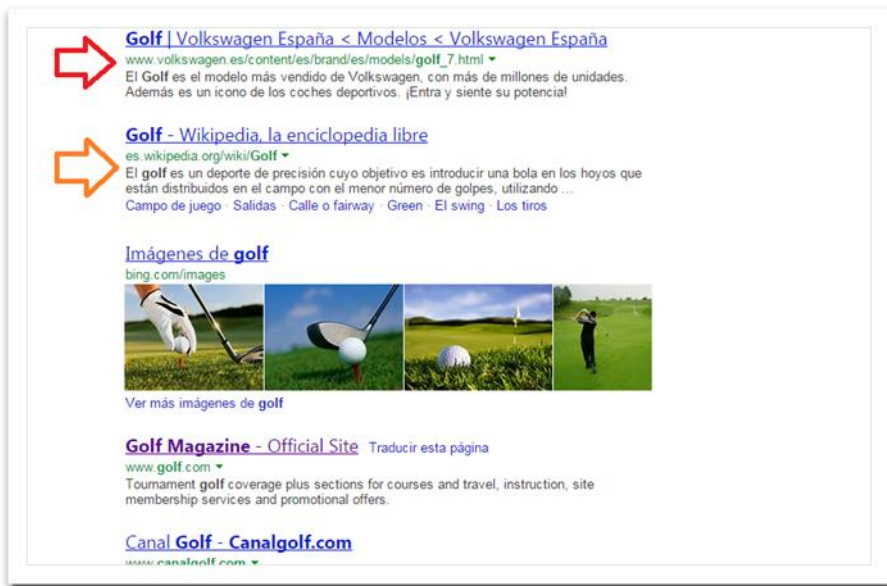 Golf | Volkswagen España < Modelos < Volkswagen España
www.volkswagen.es/content/es/brand/es/models/golf_7.html
El Golf es el modelo más vendido de Volkswagen, con más de millones de unidades.
Además es un icono de los coches deportivos. ¡Entra y siente su potencia!
Golf - Wikipedia, la enciclopedia libre
es.wikipedia.org/wiki/Golf
El golf es un deporte de precisión cuyo objetivo es introducir una bola en los hoyos que
están distribuidos en el campo con el menor número de golpes, utilizando ...
Campo de juego · Salidas · Calle o fairway · Green · El swing · Los tiros
Imágenes de golf
bing.com/images
Ver más imágenes de golf
Golf Magazine - Official Site Traducir esta página
www.golf.com
Tournament golf coverage plus sections for courses and travel, instruction, site
membership services and promotional offers.
Canal Golf - Canalgolf.com
www.canalgolf.com